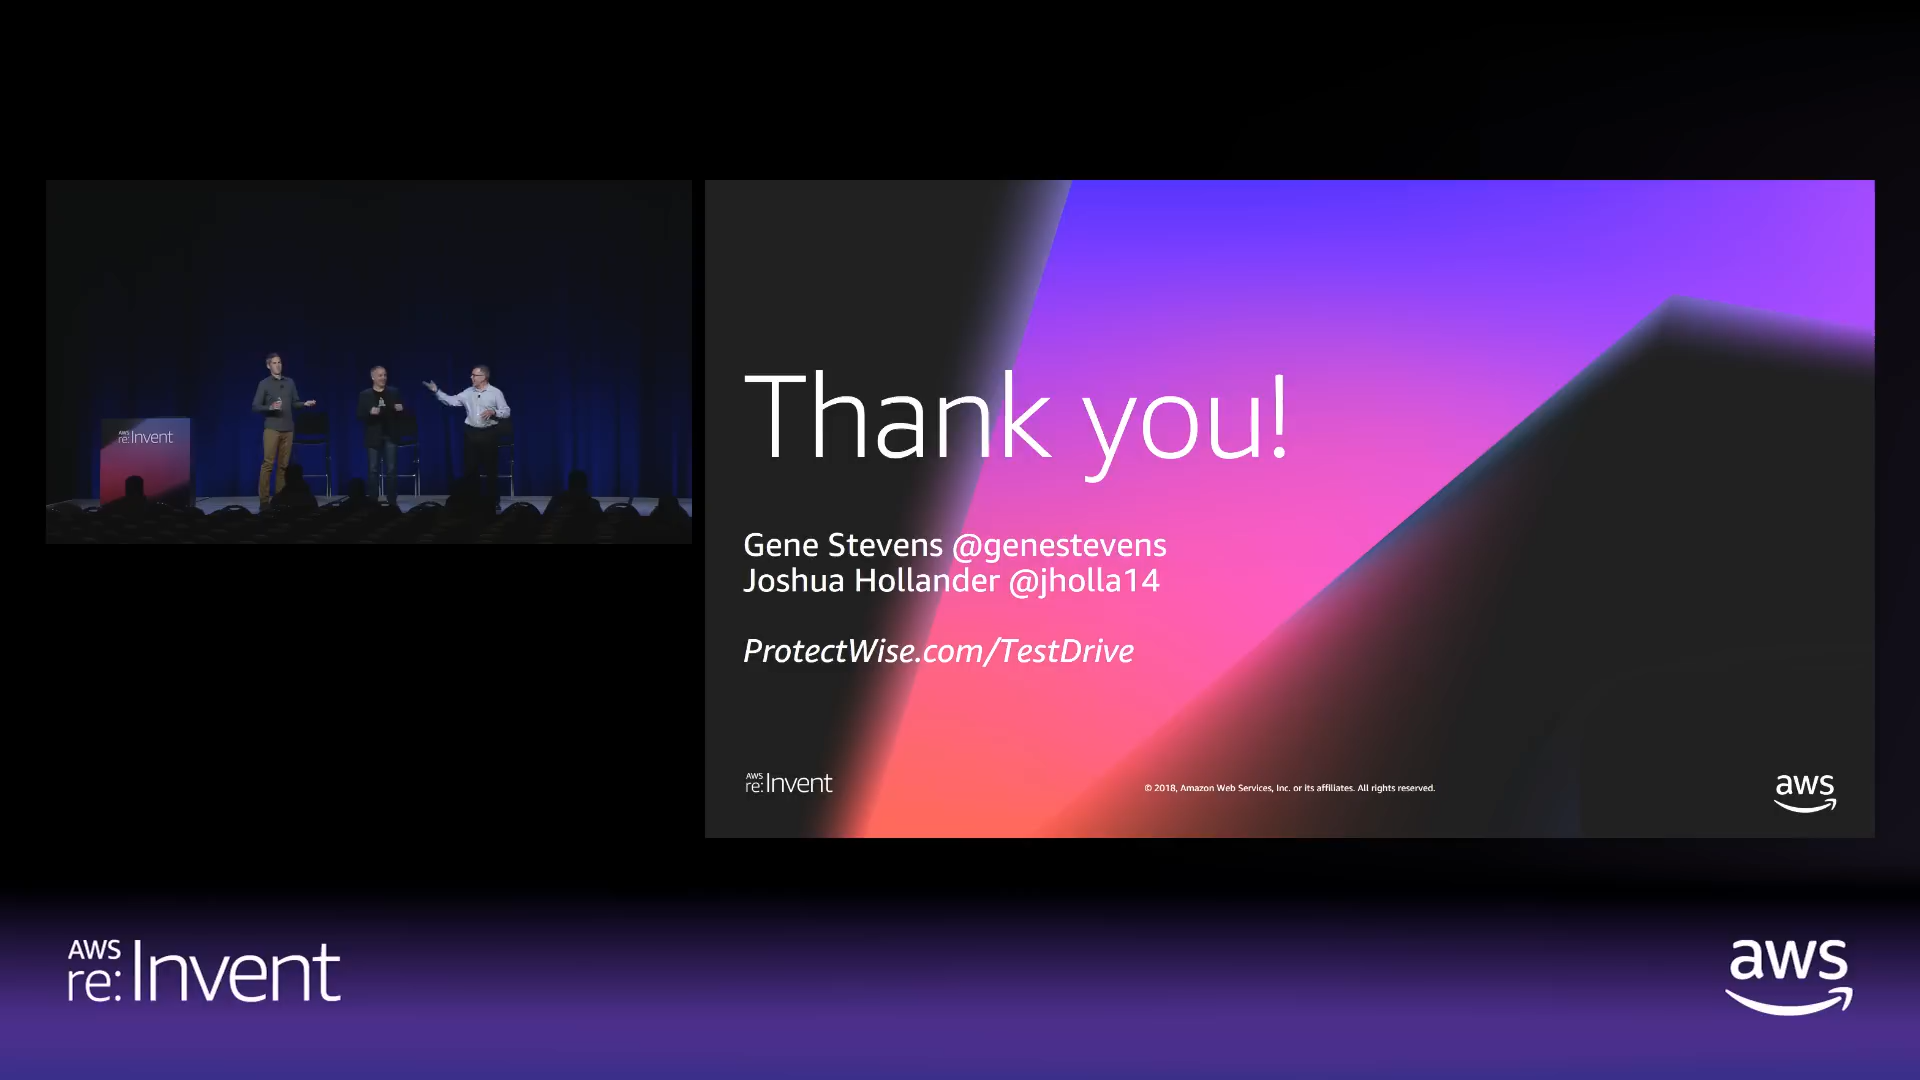 AWS
re:Invent
Thank you!
Gene Stevens @genestevens
Joshua Hollander @jholla14
ProtectWise.com/TestDrive
AWS
re:Invent
© 2018, Amazon Web Services, Inc. or its affiliates. All rights reserved.
aws
AWS
re:Invent
aws